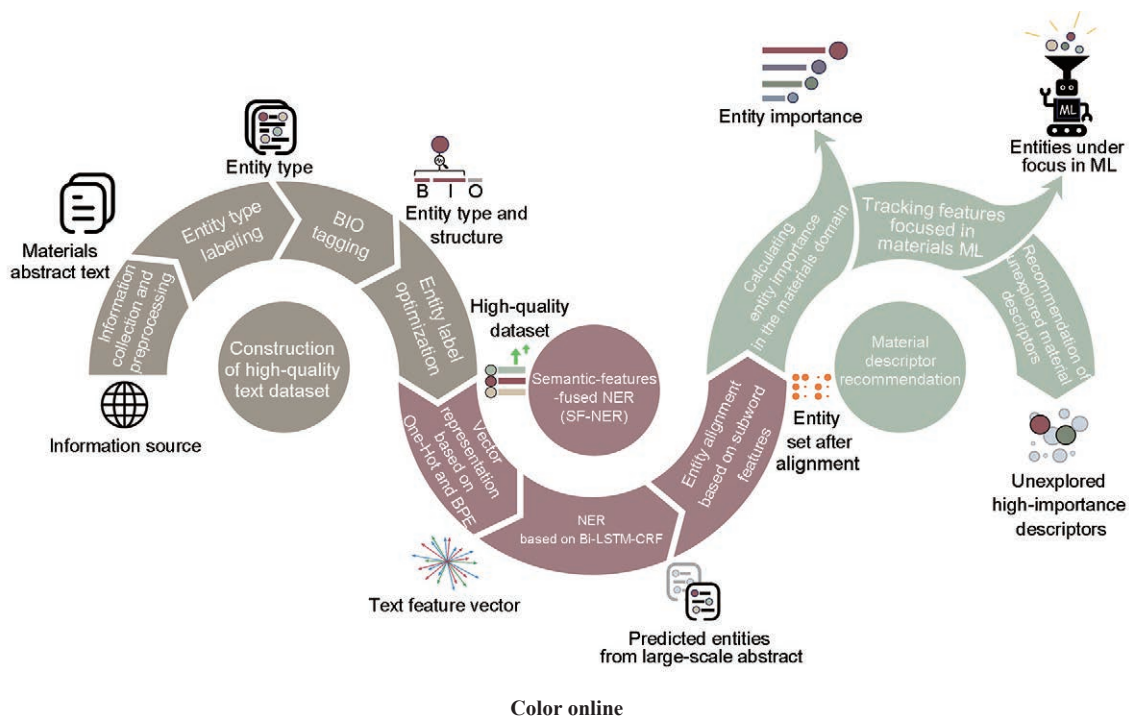 Materials
abstract text
Information
collection and
preprocessing
Information source
Entity type
labeling
Entity type
BIO
tagging
B I O
Entity type and
structure
Entity label
optimization
Construction
of high-quality
text dataset
High-quality
dataset
Vector
representation
based on
One-Hot and BPE
Text feature vector
Semantic-features
-fused NER
(SF-NER)
NER
based on Bi-LSTM-CRF
Predicted entities
from large-scale abstract
Entity alignment
based on subword
features
Entity
set after
alignment
Calculating
entity importance
in the materials domain
Entity importance
Tracking features
focused in
materials ML
ML
Entities under
focus in ML
Material
descriptor
recommendation
Recommendation of
unexplored material
descriptors
Unexplored
high-importance
descriptors
Color online